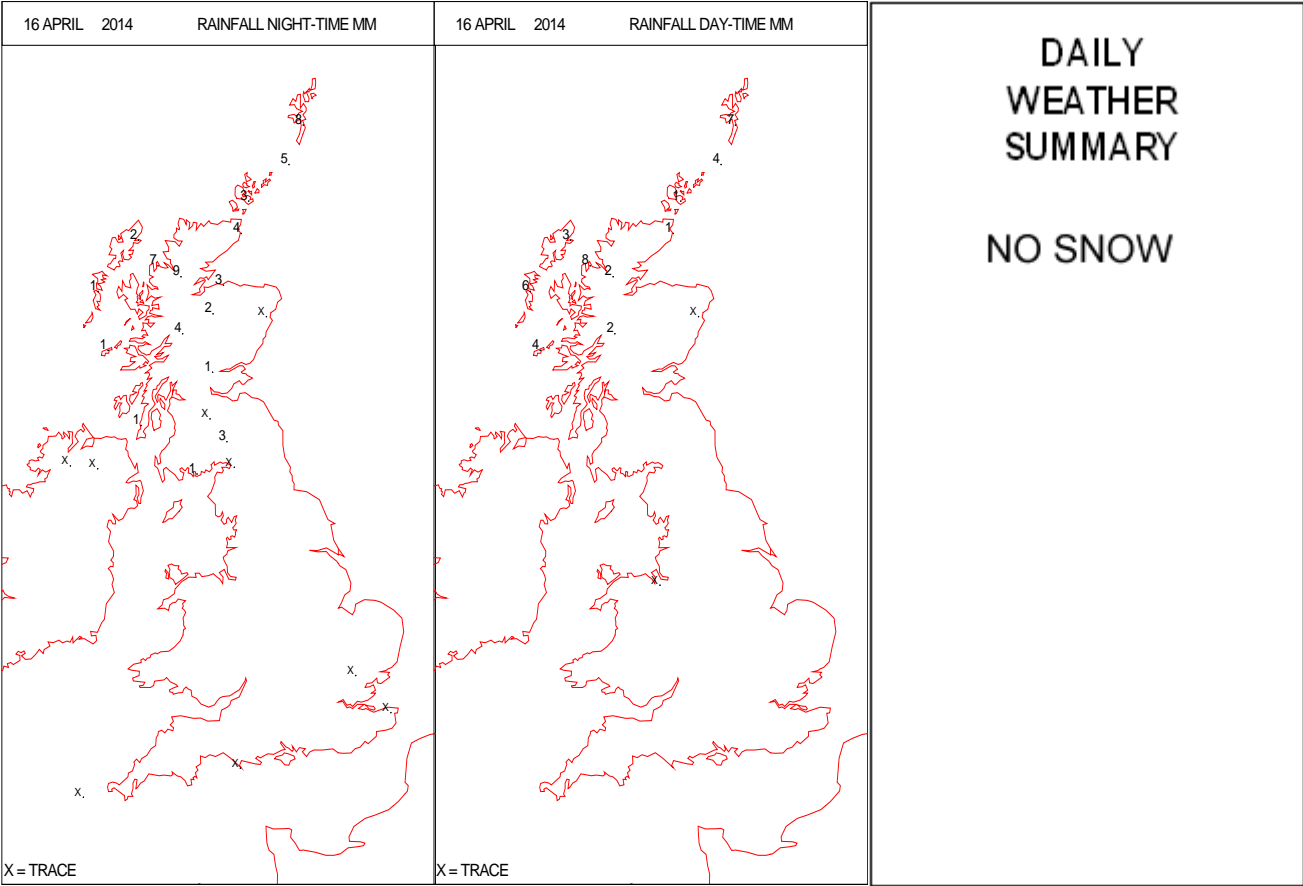 16 APRIL 2014 RAINFALL NIGHT-TIME MM
8
5
3
4
2
7
9
3
1
2
X
4
1
1
X
1
3
X
X
X
1
X
X
X
X
X = TRACE
16 APRIL 2014 RAINFALL DAY-TIME MM
7
4
1
1
3
8
2
6
X
2
4
X
X = TRACE
DAILY
WEATHER
SUMMARY
NO SNOW